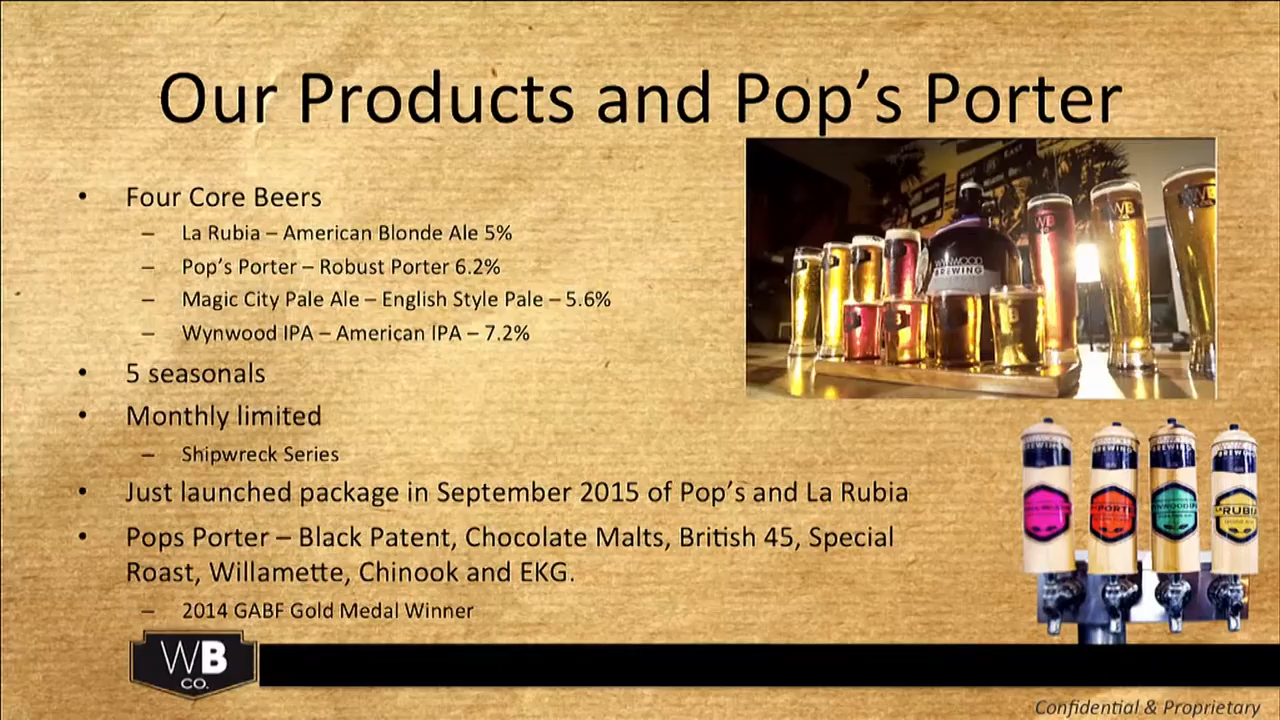 Our Products and Pop's Porter
• Four Core Beers
– La Rubia – American Blonde Ale 5%
– Pop's Porter – Robust Porter 6.2%
– Magic City Pale Ale – English Style Pale – 5.6%
– Wynwood IPA – American IPA – 7.2%
• 5 seasonals
• Monthly limited
– Shipwreck Series
• Just launched package in September 2015 of Pop's and La Rubia
• Pops Porter – Black Patent, Chocolate Malts, British 45, Special
Roast, Willamette, Chinook and EKG.
– 2014 GABF Gold Medal Winner
WYNWOOD
BREWING
WB
WB
PORTE
RUBIA
WB
CO.
Confidential & Proprietary